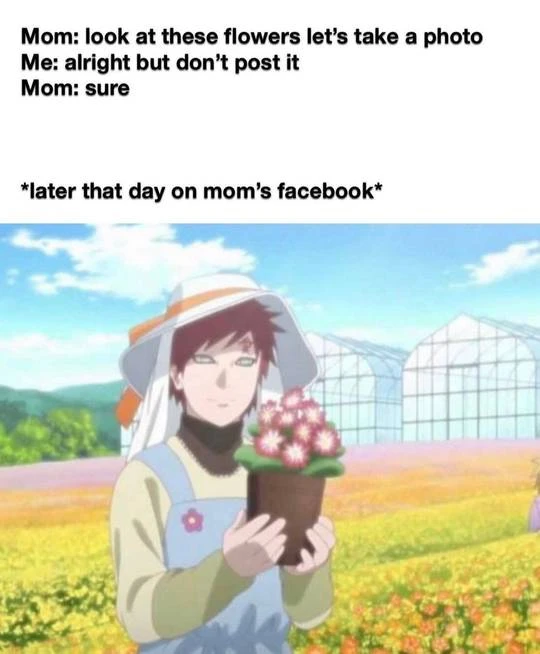 Mom: look at these flowers let’s take a photo
Me: alright but don’t post it
Mom: sure
*later that day on mom’s facebook*